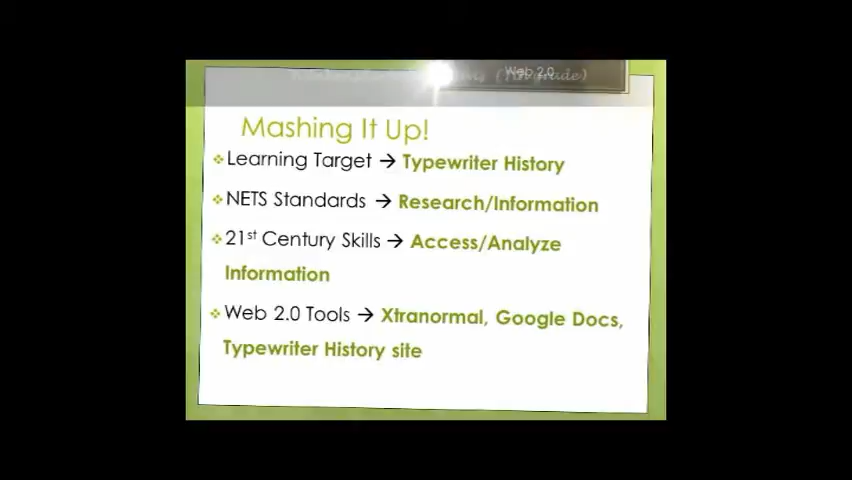 Web 2.0
Mashing It Up!
Learning Target → Typewriter History
NETS Standards → Research/Information
21st Century Skills → Access/Analyze
Information
Web 2.0 Tools → Xtranormal, Google Docs,
Typewriter History site